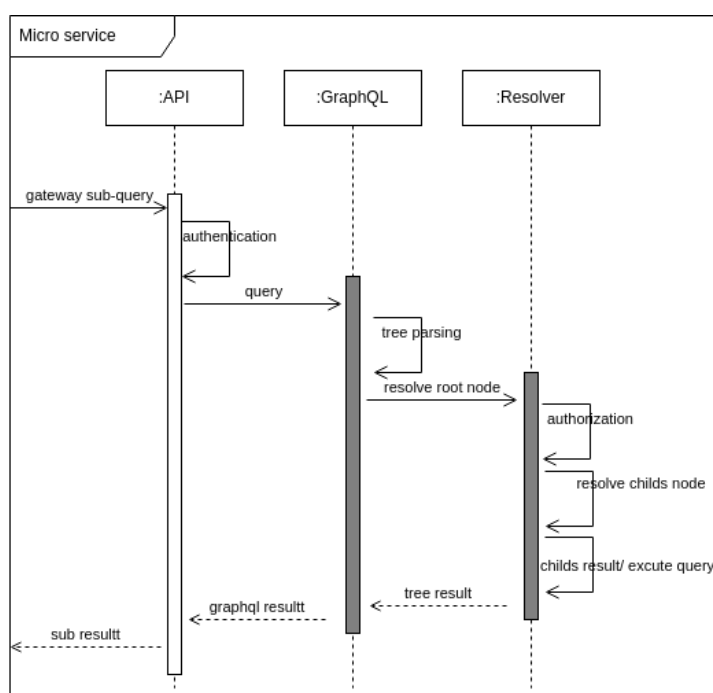 Micro service
:API
:GraphQL
:Resolver
gateway sub-query
authentication
query
tree parsing
resolve root node
authorization
resolve childs node
childs result/ excute query
tree result
graphql resultt
sub resultt